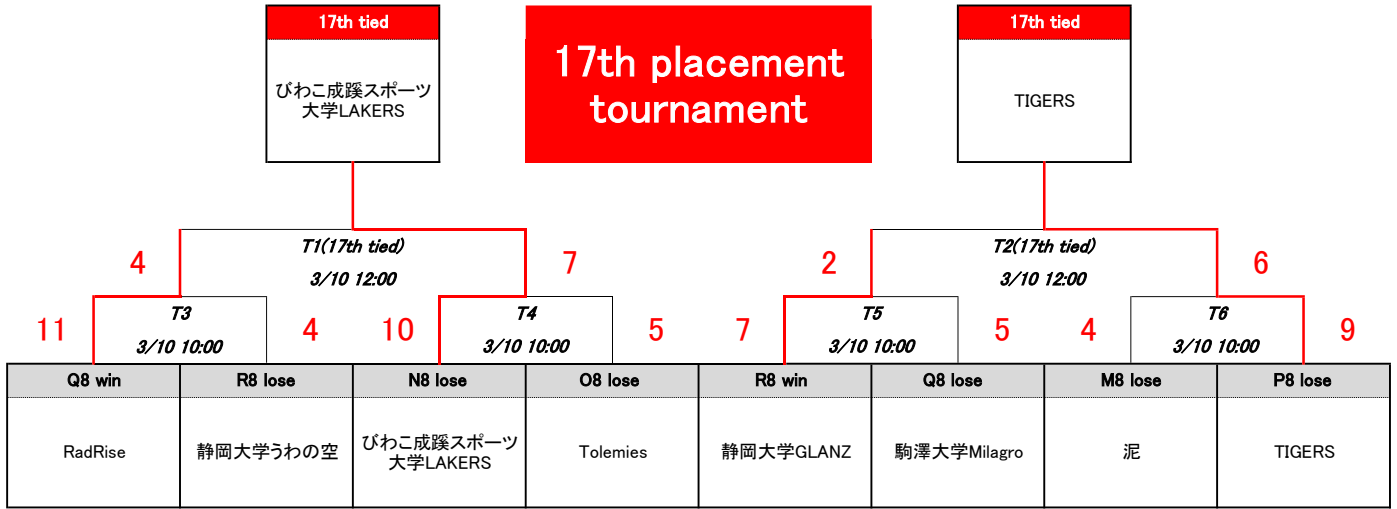 17th tied
17th tied
17th placement
tournament
びわこ成蹊スポーツ
大学LAKERS
TIGERS
T1(17th tied)
T2(17th tied)
4
7
2
6
3/10 12:00
3/10 12:00
T3
T4
T5
T6
11
4
10
5
7
5
4
9
3/10 10:00
3/10 10:00
3/10 10:00
3/10 10:00
Q8 win
R8 lose
N8 lose
O8 lose
R8 win
Q8 lose
M8 lose
P8 lose
RadRise
静岡大学うわの空
びわこ成蹊スポーツ
大学LAKERS
Tolemies
静岡大学GLANZ
駒澤大学Milagro
泥
TIGERS